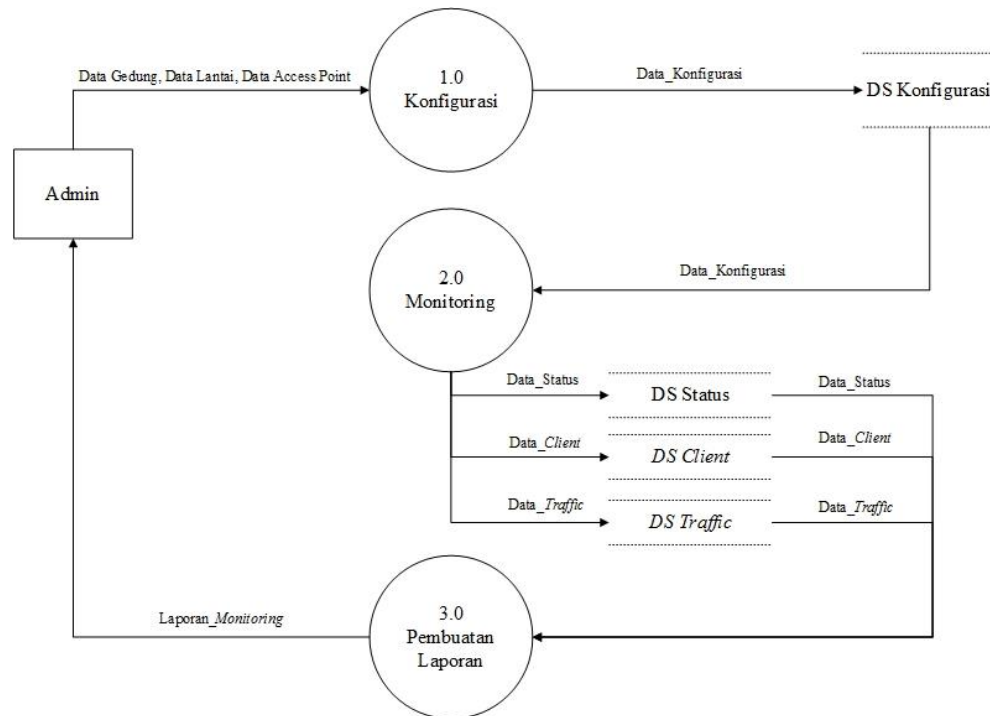 Data Gedung, Data Lantai, Data Access Point
1.0
Konfigurasi
Data_Konfigurasi
DS Konfigurasi
Admin
2.0
Monitoring
Data_Konfigurasi
Data_Status
DS Status
Data_Status
Data_Client
DS Client
Data_Client
Data_Traffic
DS Traffic
Data_Traffic
3.0
Pembuatan
Laporan
Laporan_Monitoring